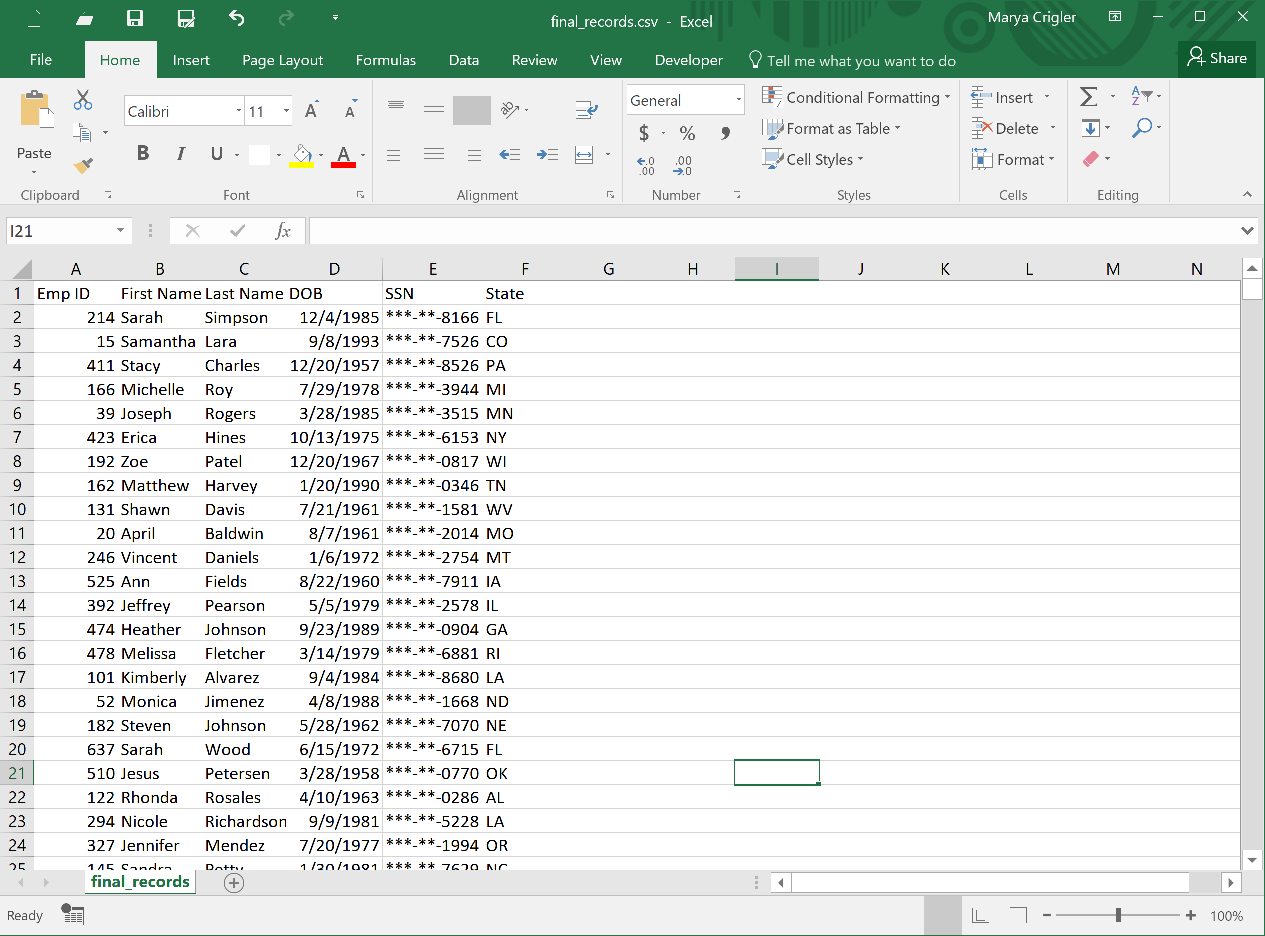 final_records.csv - Excel
Marya Crigler
File Home Insert Page Layout Formulas Data Review View Developer Tell me what you want to do Share
Calibri 11 General Conditional Formatting Insert
$ % Format as Table Delete
Paste B I U A Cell Styles Format
Clipboard Font Alignment Number Styles Cells Editing
I21 fx
A B C D E F G H I J K L M N
1 Emp ID First Name Last Name DOB SSN State
2 214 Sarah Simpson 12/4/1985 ***-**-8166 FL
3 15 Samantha Lara 9/8/1993 ***-**-7526 CO
4 411 Stacy Charles 12/20/1957 ***-**-8526 PA
5 166 Michelle Roy 7/29/1978 ***-**-3944 MI
6 39 Joseph Rogers 3/28/1985 ***-**-3515 MN
7 423 Erica Hines 10/13/1975 ***-**-6153 NY
8 192 Zoe Patel 12/20/1967 ***-**-0817 WI
9 162 Matthew Harvey 1/20/1990 ***-**-0346 TN
10 131 Shawn Davis 7/21/1961 ***-**-1581 WV
11 20 April Baldwin 8/7/1961 ***-**-2014 MO
12 246 Vincent Daniels 1/6/1972 ***-**-2754 MT
13 525 Ann Fields 8/22/1960 ***-**-7911 IA
14 392 Jeffrey Pearson 5/5/1979 ***-**-2578 IL
15 474 Heather Johnson 9/23/1989 ***-**-0904 GA
16 478 Melissa Fletcher 3/14/1979 ***-**-6881 RI
17 101 Kimberly Alvarez 9/4/1984 ***-**-8680 LA
18 52 Monica Jimenez 4/8/1988 ***-**-1668 ND
19 182 Steven Johnson 5/28/1962 ***-**-7070 NE
20 637 Sarah Wood 6/15/1972 ***-**-6715 FL
21 510 Jesus Petersen 3/28/1958 ***-**-0770 OK
22 122 Rhonda Rosales 4/10/1963 ***-**-0286 AL
23 294 Nicole Richardson 9/9/1981 ***-**-5228 LA
24 327 Jennifer Mendez 7/20/1977 ***-**-1994 OR
25 145 Sandra Petty 1/30/1981 ***-**-7629 NC
final_records
Ready 100%